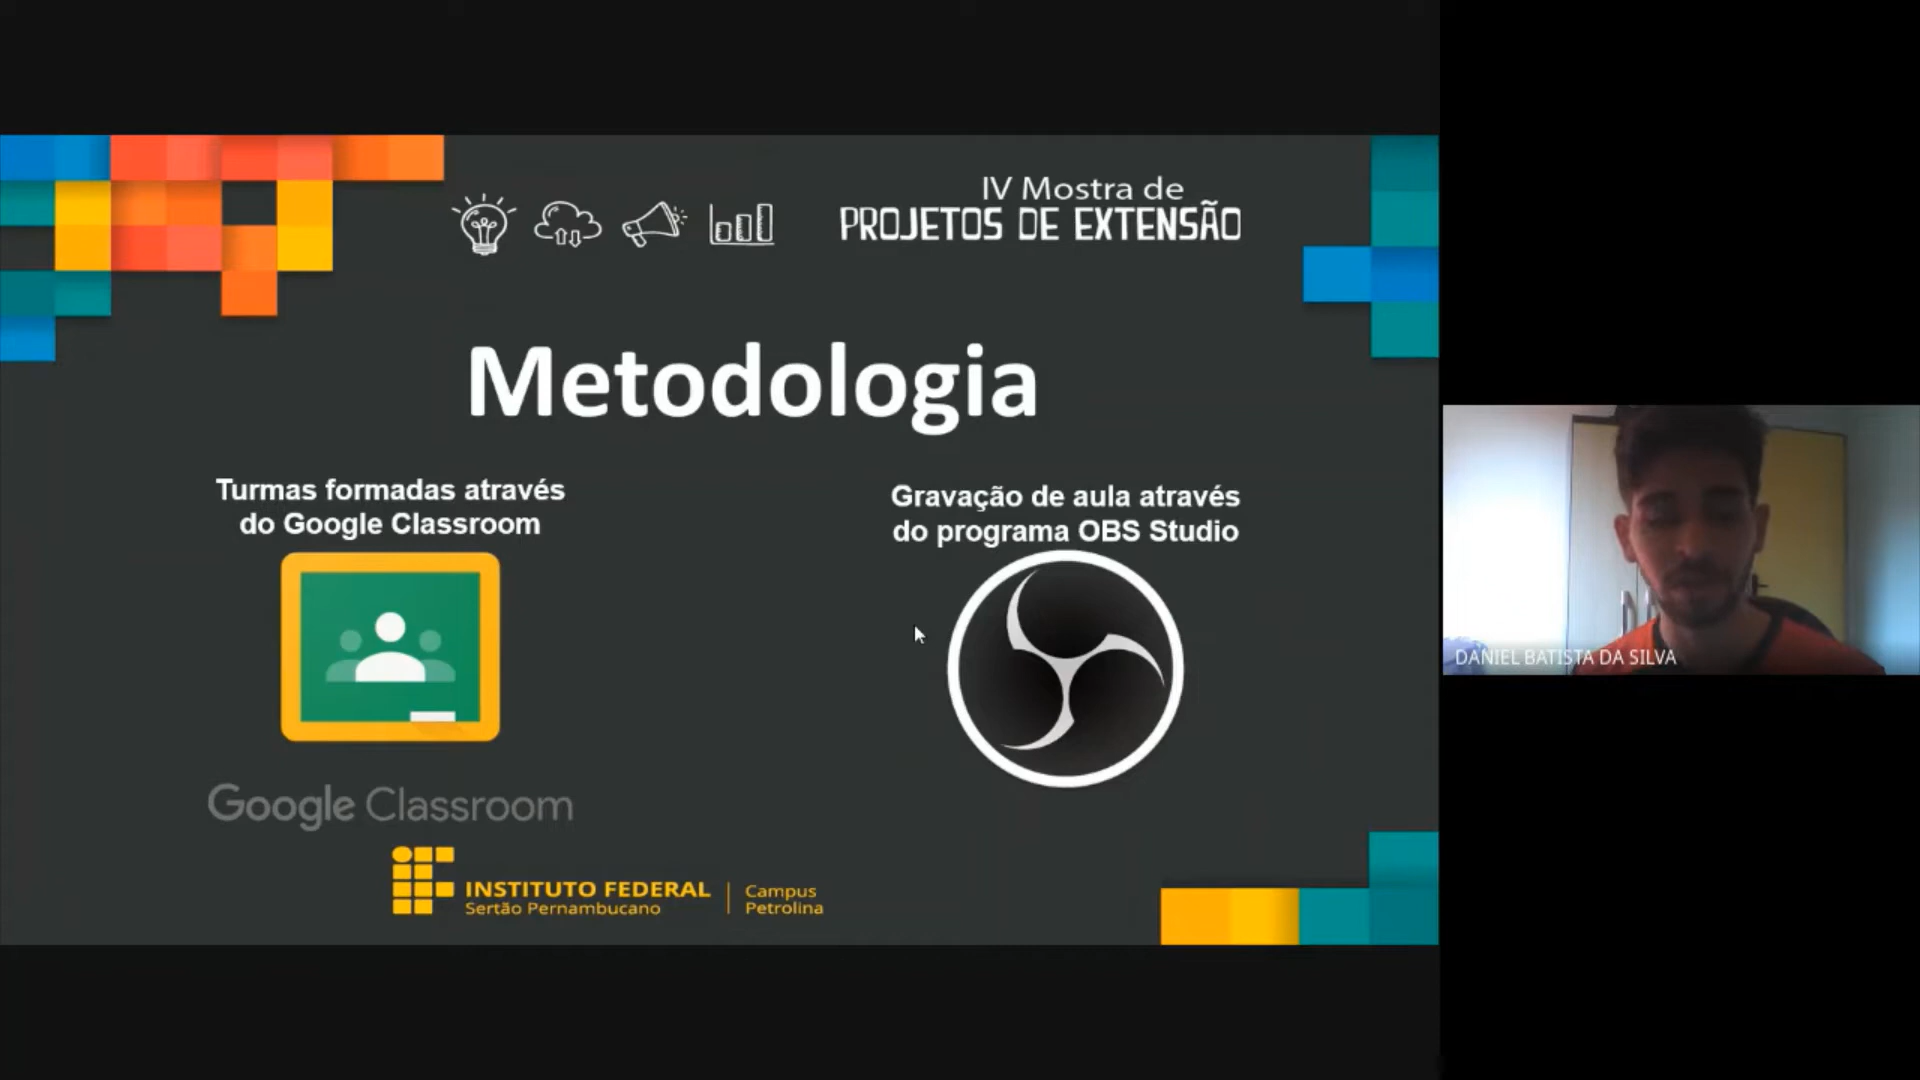 IV Mostra de
PROJETOS DE EXTENSÃO
Metodologia
Turmas formadas através
do Google Classroom
Gravação de aula através
do programa OBS Studio
Google Classroom
INSTITUTO FEDERAL
Sertão Pernambucano
Campus
Petrolina
DANIEL BATISTA DA SILVA